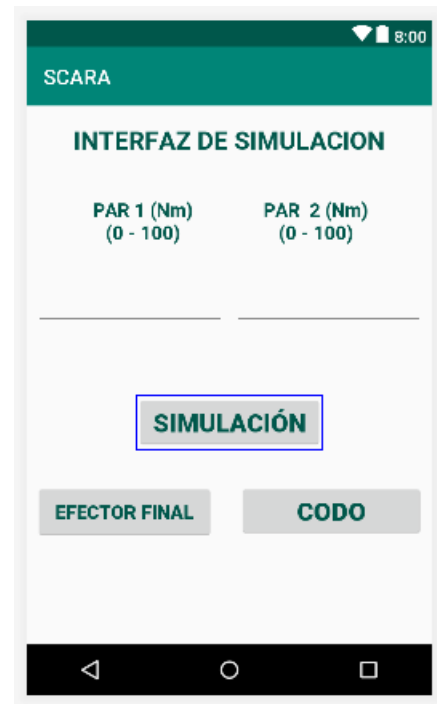 8:00
SCARA
INTERFAZ DE SIMULACION
PAR 1 (Nm) PAR 2 (Nm)
(0 - 100) (0 - 100)
SIMULACIÓN
EFECTOR FINAL CODO